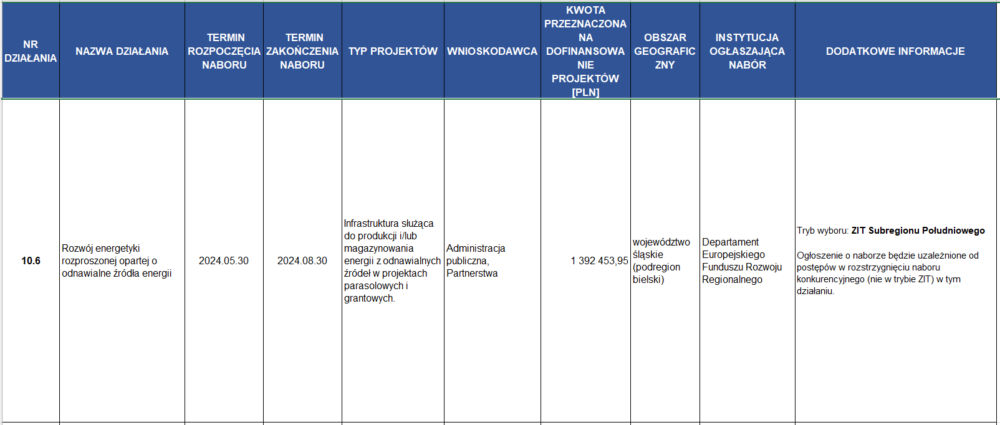 NR
DZIAŁANIA
NAZWA DZIAŁANIA
TERMIN
ROZPOCZĘCIA
NABORU
TERMIN
ZAKOŃCZENIA
NABORU
TYP PROJEKTÓW
WNIOSKODAWCA
KWOTA
PRZEZNACZONA
NA
DOFINANSOWA
NIE
PROJEKTÓW
[PLN]
OBSZAR
GEOGRAFIC
ZNY
INSTYTUCJA
OGŁASZAJĄCA
NABÓR
DODATKOWE INFORMACJE
10.6
Rozwój energetyki
rozproszonej opartej o
odnawialne źródła energii
2024.05.30
2024.08.30
Infrastruktura służąca
do produkcji i/lub
magazynowania
energii z odnawialnych
źródeł w projektach
parasolowych i
grantowych.
Administracja
publiczna,
Partnerstwa
1 392 453,95
województwo
śląskie
(podregion
bielski)
Departament
Europejskiego
Funduszu Rozwoju
Regionalnego
Tryb wyboru: ZIT Subregionu Południowego
Ogłoszenie o naborze będzie uzależnione od
postępów w rozstrzygnięciu naboru
konkurencyjnego (nie w trybie ZIT) w tym
działaniu.